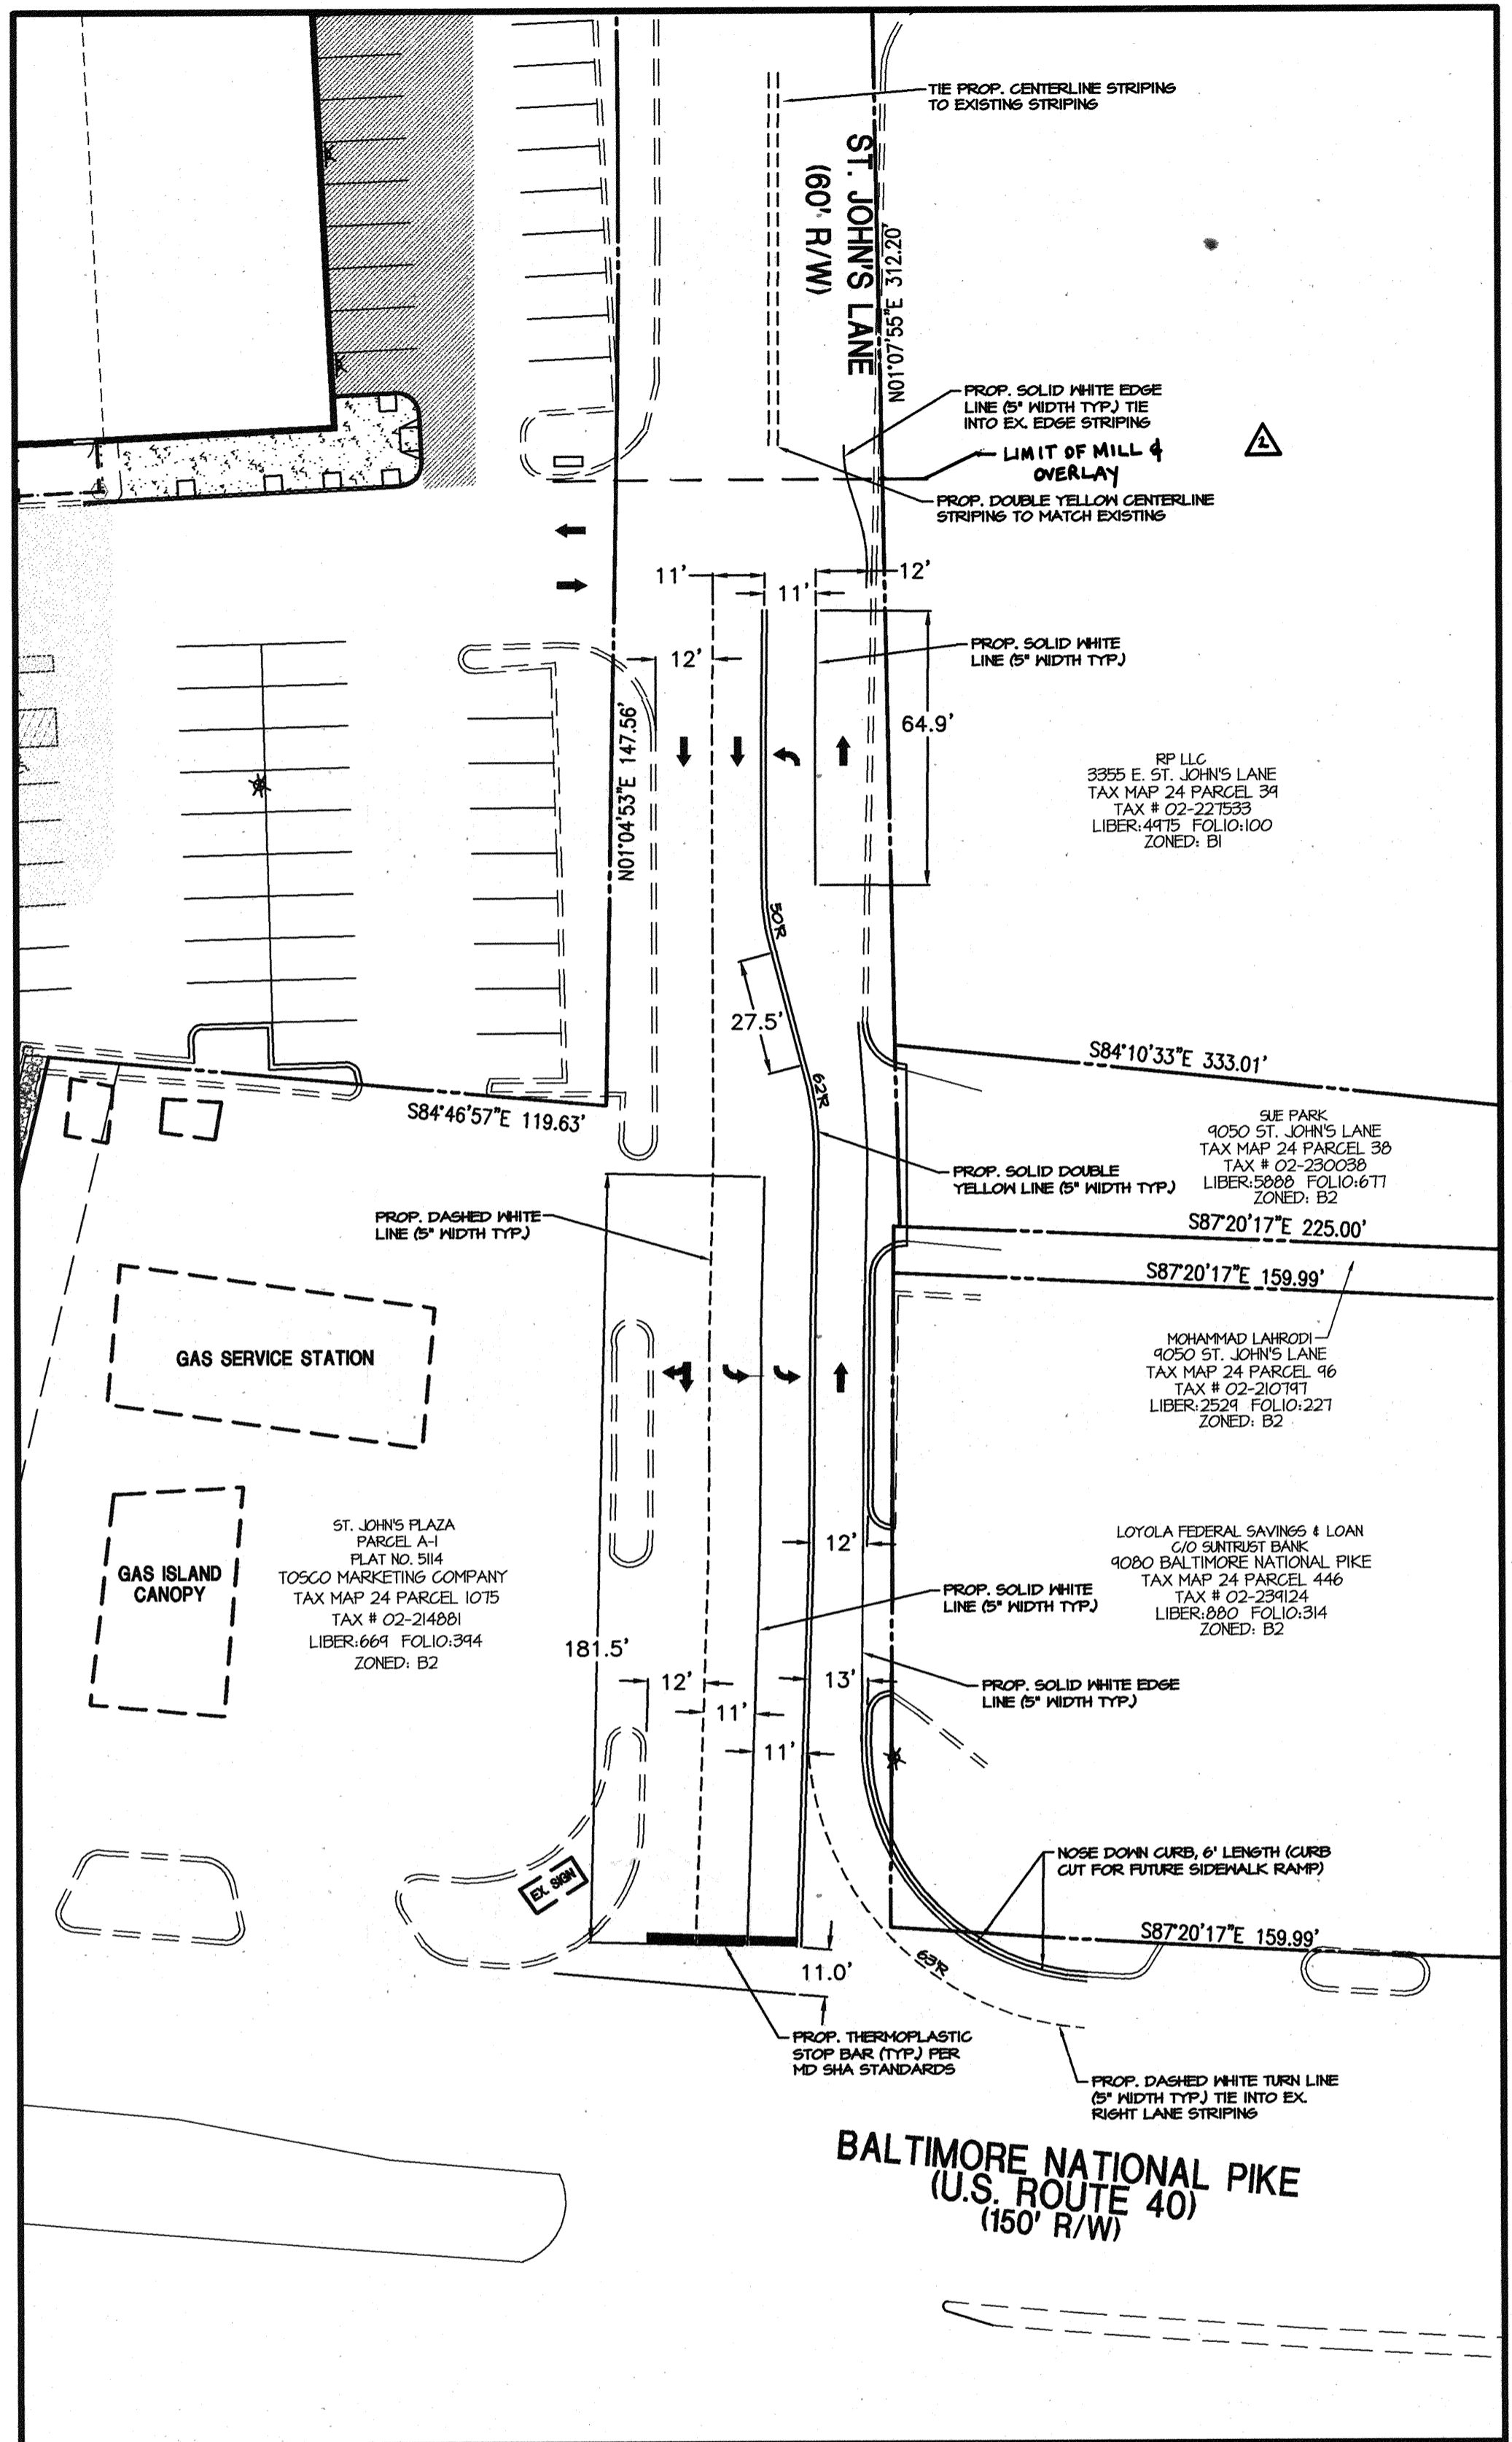 TIE PROP. CENTERLINE STRIPING
TO EXISTING STRIPING
ST. JOHN'S LANE
(60' R/W)
N01°07'55"E 312.20'
PROP. SOLID WHITE EDGE
LINE (5" WIDTH TYP.) TIE
INTO EX. EDGE STRIPING
LIMIT OF MILL &
OVERLAY
2
PROP. DOUBLE YELLOW CENTERLINE
STRIPING TO MATCH EXISTING
11'
12'
11'
PROP. SOLID WHITE
LINE (5" WIDTH TYP.)
12'
64.9'
N01°04'53"E 147.56'
RP LLC
3355 E. ST. JOHN'S LANE
TAX MAP 24 PARCEL 39
TAX # 02-227533
LIBER:4975 FOLIO:100
ZONED: B1
50'R
27.5'
62'R
S84°10'33"E 333.01'
S84°46'57"E 119.63'
SUE PARK
9050 ST. JOHN'S LANE
TAX MAP 24 PARCEL 38
TAX # 02-230038
LIBER:5888 FOLIO:677
ZONED: B2
PROP. SOLID DOUBLE
YELLOW LINE (5" WIDTH TYP.)
PROP. DASHED WHITE
LINE (5" WIDTH TYP.)
S87°20'17"E 225.00'
S87°20'17"E 159.99'
GAS SERVICE STATION
MOHAMMAD LAHRODI
9050 ST. JOHN'S LANE
TAX MAP 24 PARCEL 96
TAX # 02-210797
LIBER:2529 FOLIO:227
ZONED: B2
ST. JOHN'S PLAZA
PARCEL A-1
PLAT NO. 5114
TOSCO MARKETING COMPANY
TAX MAP 24 PARCEL 1075
TAX # 02-214881
LIBER:669 FOLIO:394
ZONED: B2
GAS ISLAND
CANOPY
12'
LOYOLA FEDERAL SAVINGS & LOAN
C/O SUNTRUST BANK
9080 BALTIMORE NATIONAL PIKE
TAX MAP 24 PARCEL 446
TAX # 02-239124
LIBER:880 FOLIO:314
ZONED: B2
PROP. SOLID WHITE
LINE (5" WIDTH TYP.)
181.5'
12'
13'
11'
11'
PROP. SOLID WHITE EDGE
LINE (5" WIDTH TYP.)
NOSE DOWN CURB, 6' LENGTH (CURB
CUT FOR FUTURE SIDEWALK RAMP)
EX. SIGN
S87°20'17"E 159.99'
63'R
11.0'
PROP. THERMOPLASTIC
STOP BAR (TYP.) PER
MD SHA STANDARDS
PROP. DASHED WHITE TURN LINE
(5" WIDTH TYP.) TIE INTO EX.
RIGHT LANE STRIPING
BALTIMORE NATIONAL PIKE
(U.S. ROUTE 40)
(150' R/W)